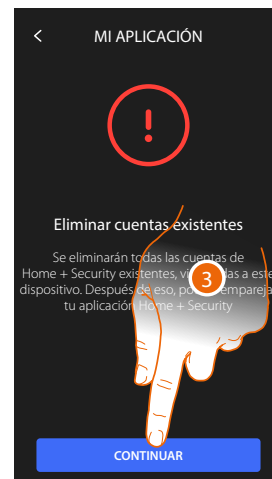 MI APLICACIÓN
Eliminar cuentas existentes
Se eliminarán todas las cuentas de
Home + Security existentes, a este
dispositivo. Después de eso,
tu aplicación Home + Security
3
CONTINUAR